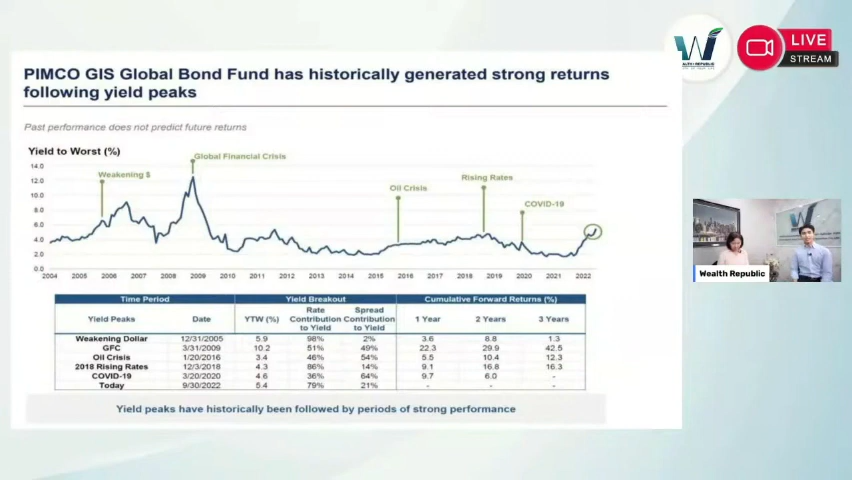 PIMCO GIS Global Bond Fund has historically generated strong returns
following yield peaks
Past performance does not predict future returns
Yield to Worst (%)
14.0
12.0
10.0
8.0
6.0
4.0
2.0
0.0
Weakening $
Global Financial Crisis
Oil Crisis
Rising Rates
COVID-19
2004 2005 2006 2007 2008 2009 2010 2011 2012 2013 2014 2015 2016 2017 2018 2019 2020 2021 2022
Time Period Yield Breakout Cumulative Forward Returns (%)
Yield Peaks Date YTW (%) Rate Contribution to Yield Spread Contribution to Yield 1 Year 2 Years 3 Years
Weakening Dollar 12/31/2005 5.9 98% 2% 3.6 8.8 1.3
GFC 3/31/2009 10.2 51% 49% 22.3 29.9 42.5
Oil Crisis 1/20/2016 3.4 46% 54% 5.5 10.4 12.3
2018 Rising Rates 12/3/2018 4.3 86% 14% 9.1 16.8 16.3
COVID-19 3/20/2020 4.6 36% 64% 9.7 6.0 -
Today 9/30/2022 5.4 79% 21% - - -
Yield peaks have historically been followed by periods of strong performance
LIVE
STREAM
Wealth Republic